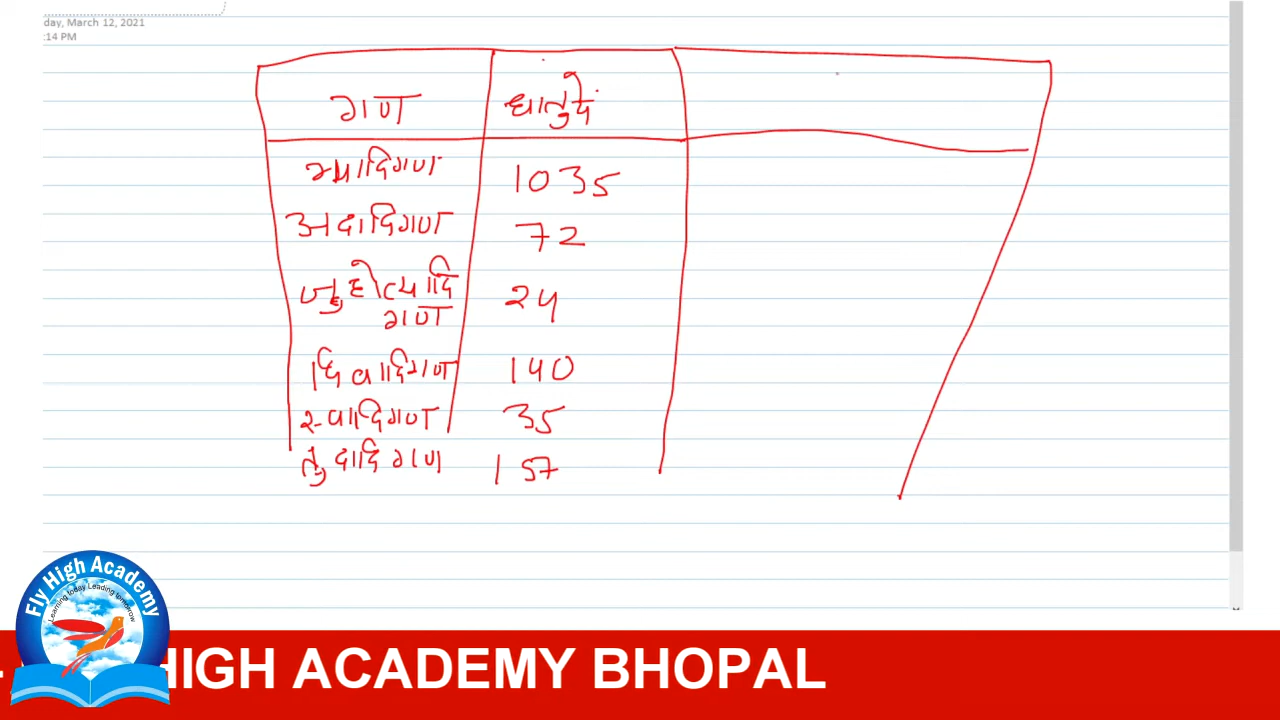 day, March 12, 2021
:14 PM
गण धातुयें
भ्वादिगण 1035
अदादिगण 72
जुहोत्यादि
गण 24
दिवादिगण 140
स्वादिगण 35
तुदादिगण 157
Fly High Academy
Learning today Leading tomorrow
HIGH ACADEMY BHOPAL